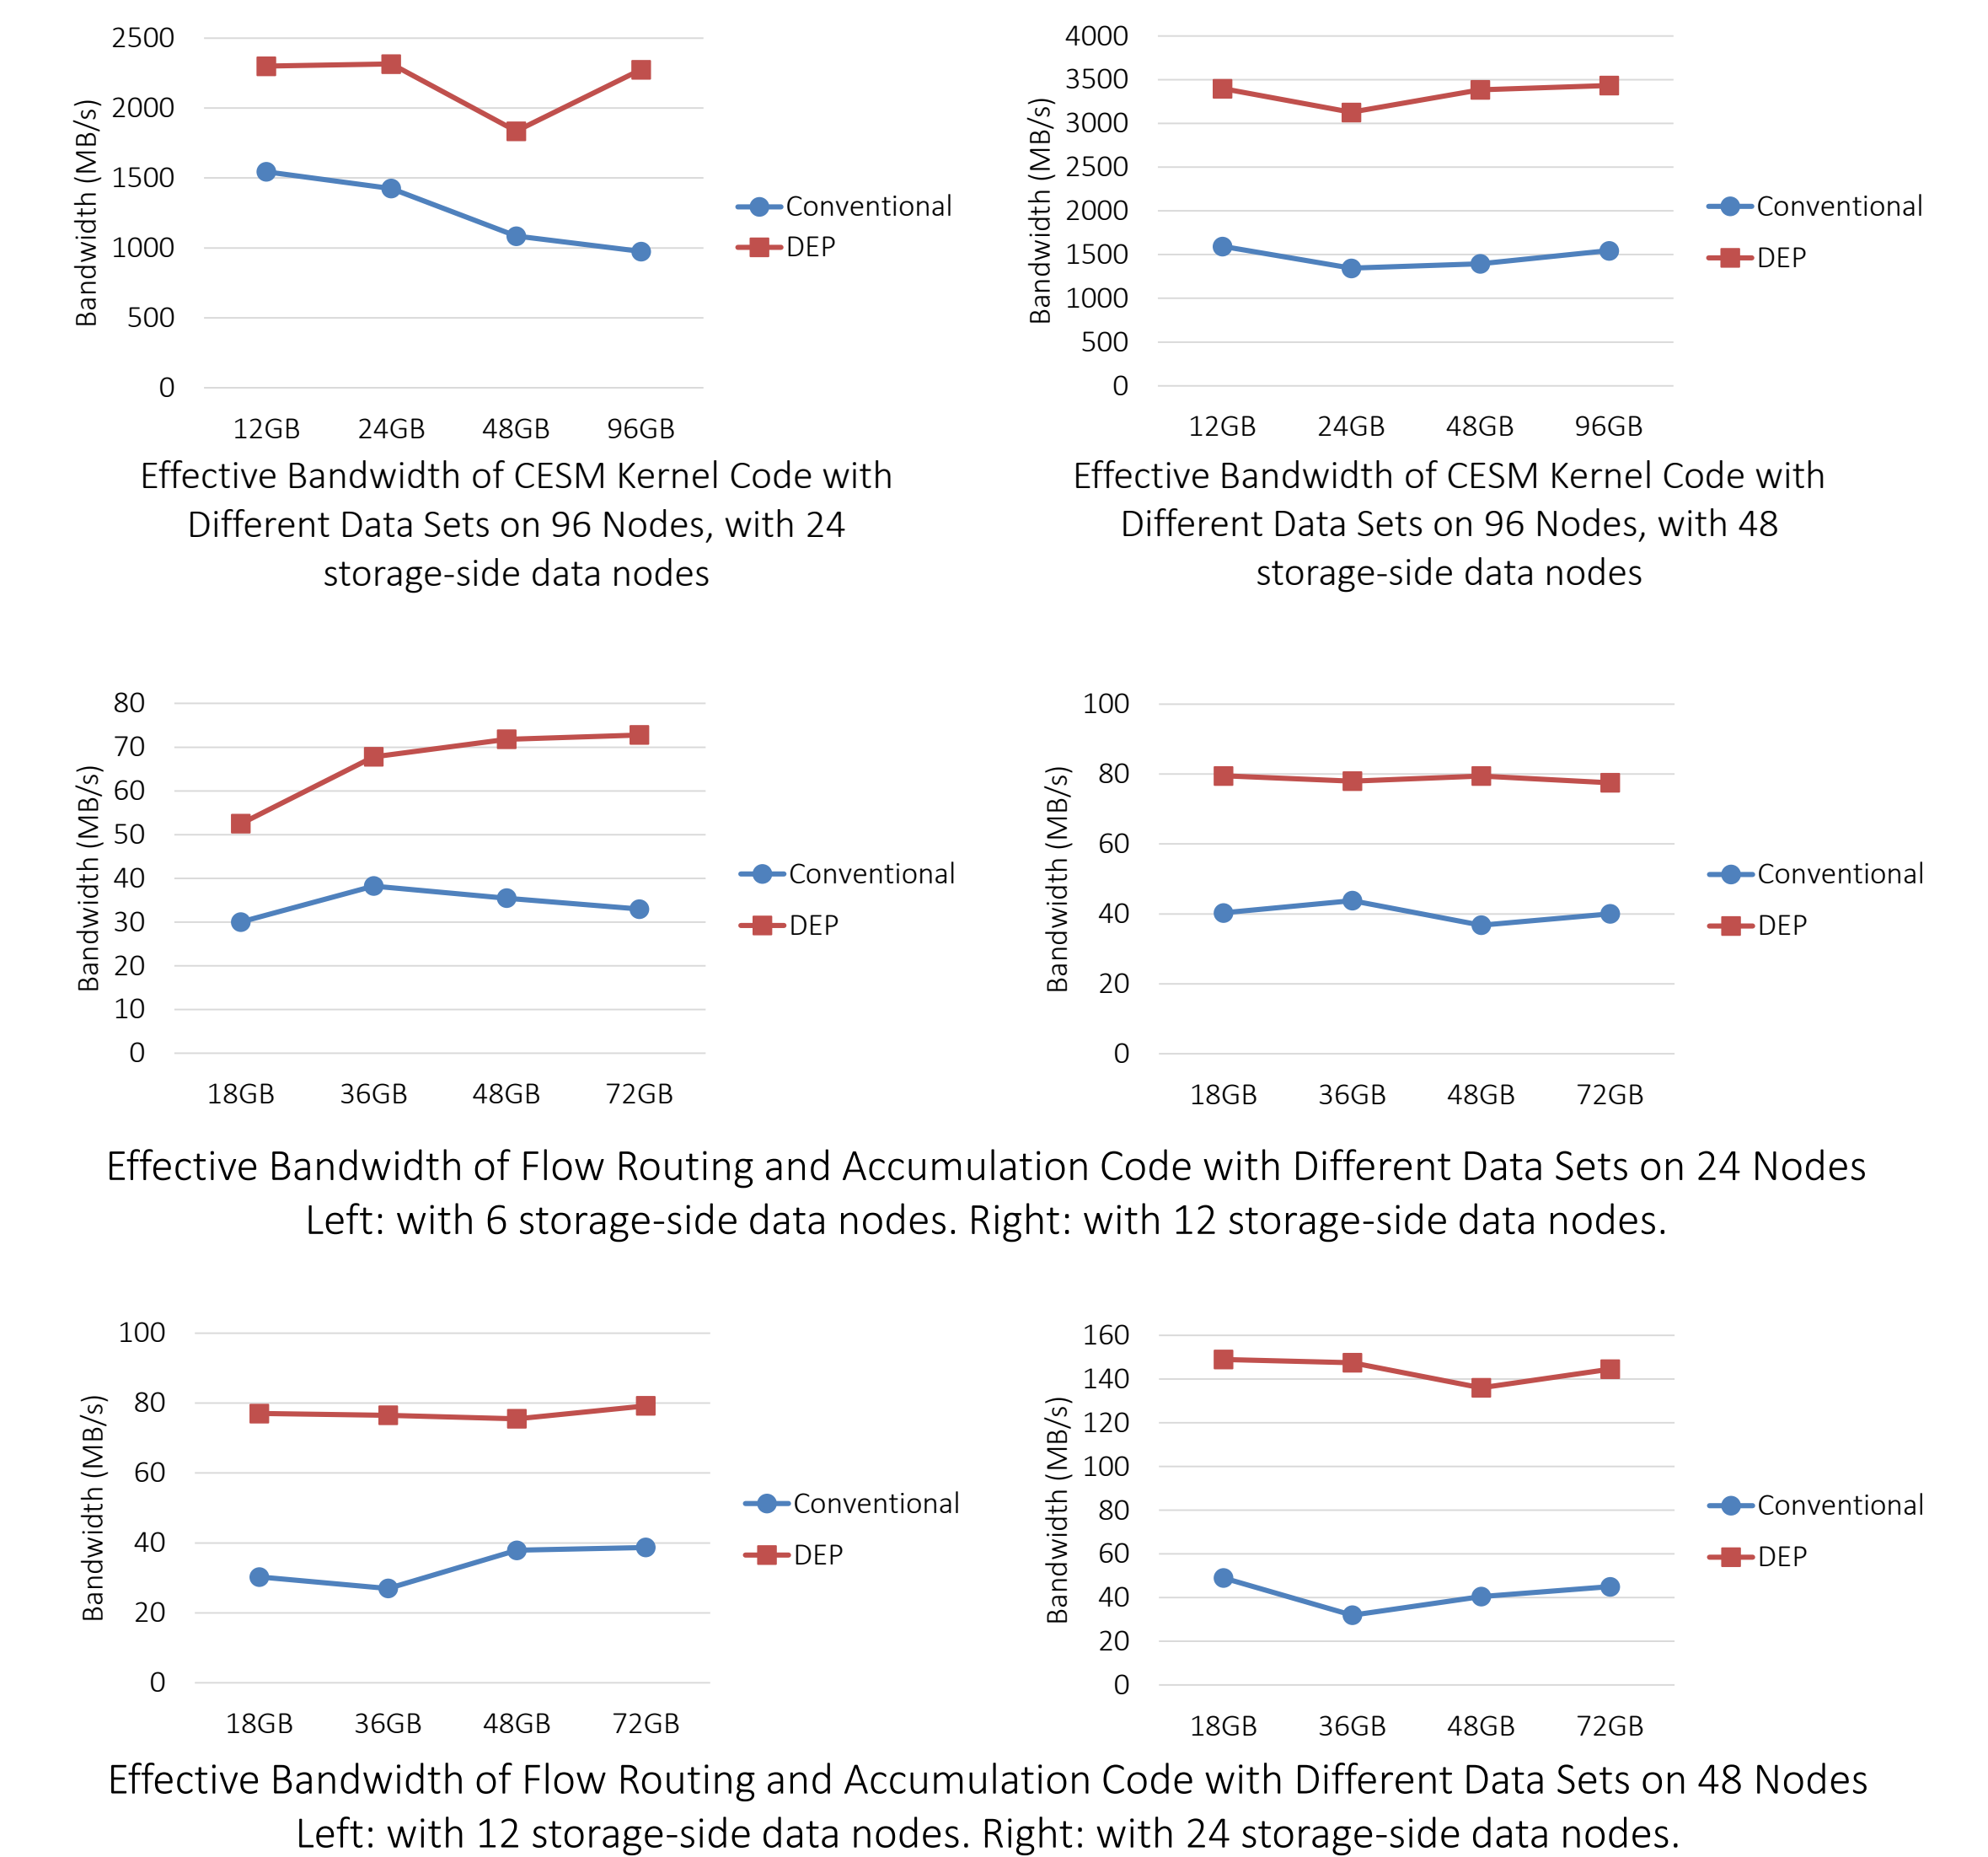 2500
2000
1500
1000
500
0
Bandwidth (MB/s)
12GB 24GB 48GB 96GB
Conventional
DEP
Effective Bandwidth of CESM Kernel Code with
Different Data Sets on 96 Nodes, with 24
storage-side data nodes
4000
3500
3000
2500
2000
1500
1000
500
0
Bandwidth (MB/s)
12GB 24GB 48GB 96GB
Conventional
DEP
Effective Bandwidth of CESM Kernel Code with
Different Data Sets on 96 Nodes, with 48
storage-side data nodes
80
70
60
50
40
30
20
10
0
Bandwidth (MB/s)
18GB 36GB 48GB 72GB
Conventional
DEP
100
80
60
40
20
0
Bandwidth (MB/s)
18GB 36GB 48GB 72GB
Conventional
DEP
Effective Bandwidth of Flow Routing and Accumulation Code with Different Data Sets on 24 Nodes
Left: with 6 storage-side data nodes. Right: with 12 storage-side data nodes.
100
80
60
40
20
0
Bandwidth (MB/s)
18GB 36GB 48GB 72GB
Conventional
DEP
160
140
120
100
80
60
40
20
0
Bandwidth (MB/s)
18GB 36GB 48GB 72GB
Conventional
DEP
Effective Bandwidth of Flow Routing and Accumulation Code with Different Data Sets on 48 Nodes
Left: with 12 storage-side data nodes. Right: with 24 storage-side data nodes.